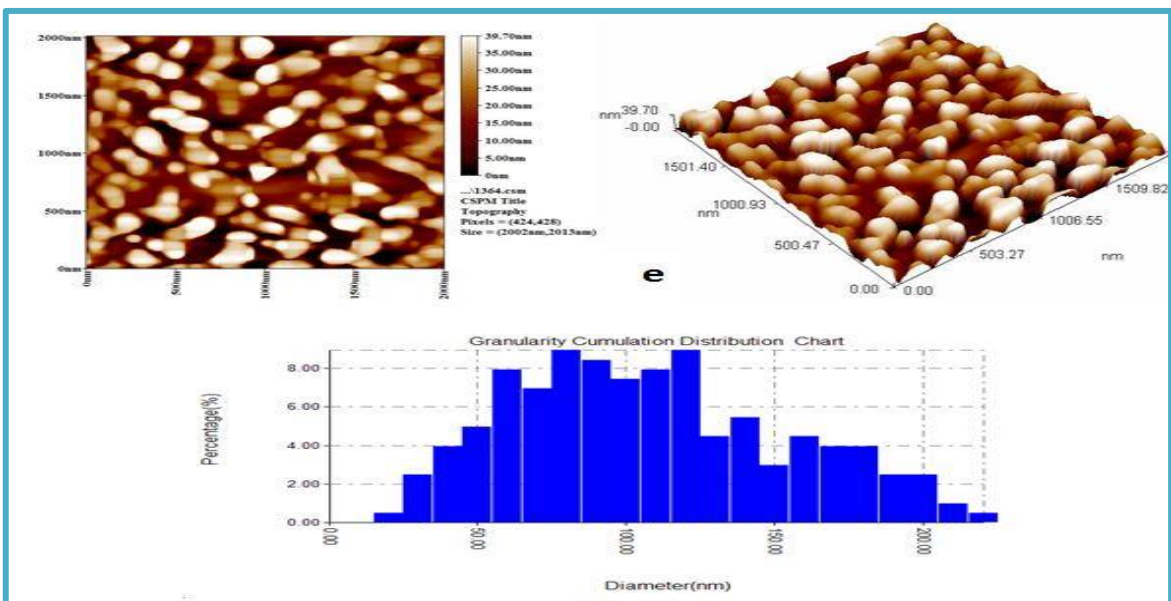 2000nm
1500nm
1000nm
500nm
0nm
0nm
500nm
1000nm
1500nm
2000nm
39.70nm
35.00nm
30.00nm
25.00nm
20.00nm
15.00nm
10.00nm
5.00nm
0nm
...\1364.csm
CSPM Title
Topography
Pixels = (424,428)
Size = (2002nm,2013nm)
nm
39.70
-0.00
1501.40
1000.93
nm
500.47
0.00
0.00
503.27
1006.55
1509.82
nm
e
Granularity Cumulation Distribution Chart
Percentage(%)
8.00
6.00
4.00
2.00
0.00
0.00
50.00
100.00
150.00
200.00
Diameter(nm)